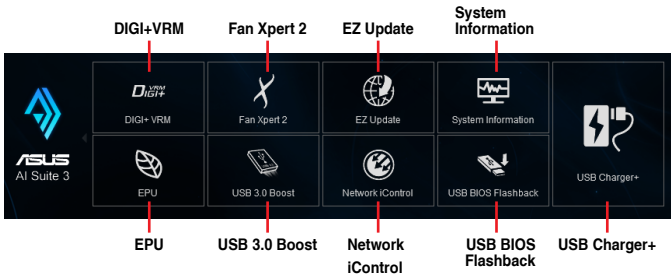 DIGI+VRM
Fan Xpert 2
EZ Update
System
Information
DIGI+ VRM
DIGI+ VRM
Fan Xpert 2
EZ Update
System Information
ASUS
AI Suite 3
EPU
USB 3.0 Boost
Network iControl
USB BIOS Flashback
USB Charger+
EPU
USB 3.0 Boost
Network
iControl
USB BIOS
Flashback
USB Charger+